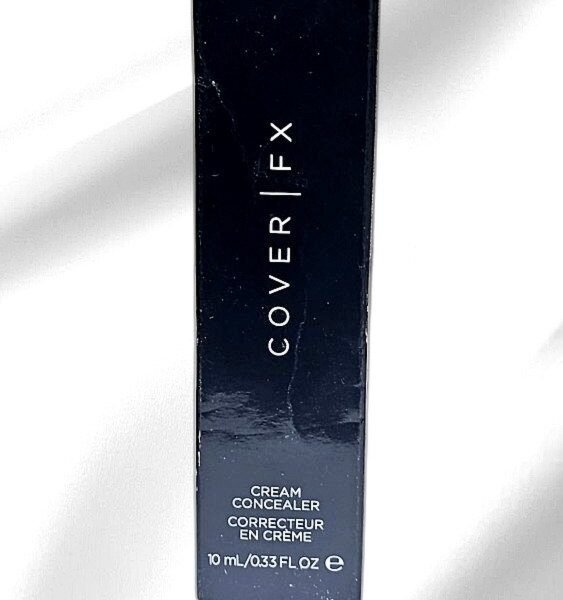 COVER | FX
CREAM
CONCEALER
CORRECTEUR
EN CRÈME
10 mL/0.33 FL OZ ℮